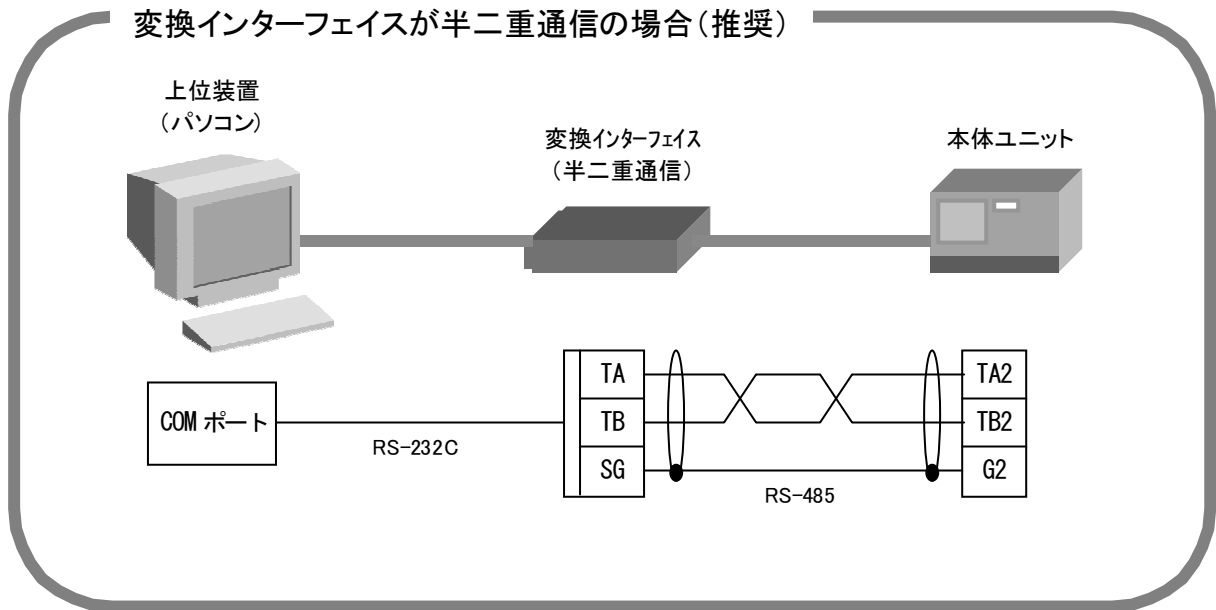 変換インターフェイスが半二重通信の場合（推奨）
上位装置
（パソコン）
変換インターフェイス
（半二重通信）
本体ユニット
COM ポート
RS-232C
TA
TB
SG
RS-485
TA2
TB2
G2